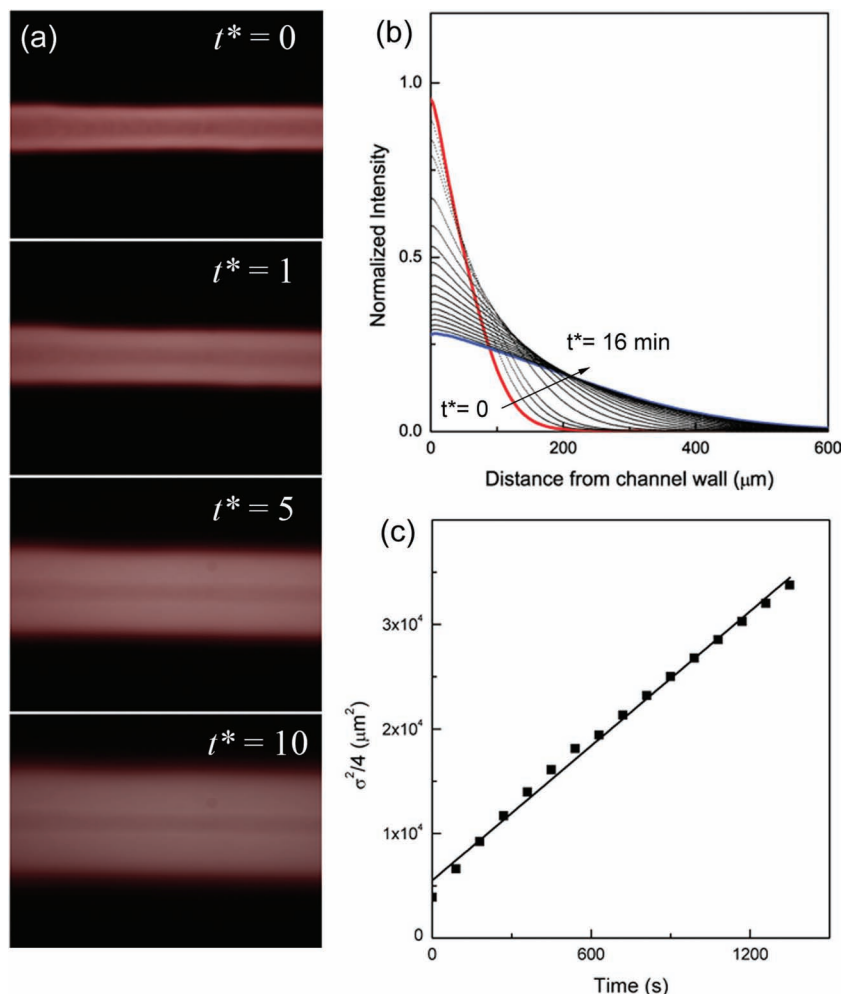 (a)
t* = 0
t* = 1
t* = 5
t* = 10
(b)
Normalized Intensity
1.0
0.5
0.0
t*= 16 min
t*= 0
0
200
400
600
Distance from channel wall (μm)
(c)
σ²/4 (μm²)
3x10⁴
2x10⁴
1x10⁴
0
0
600
1200
Time (s)